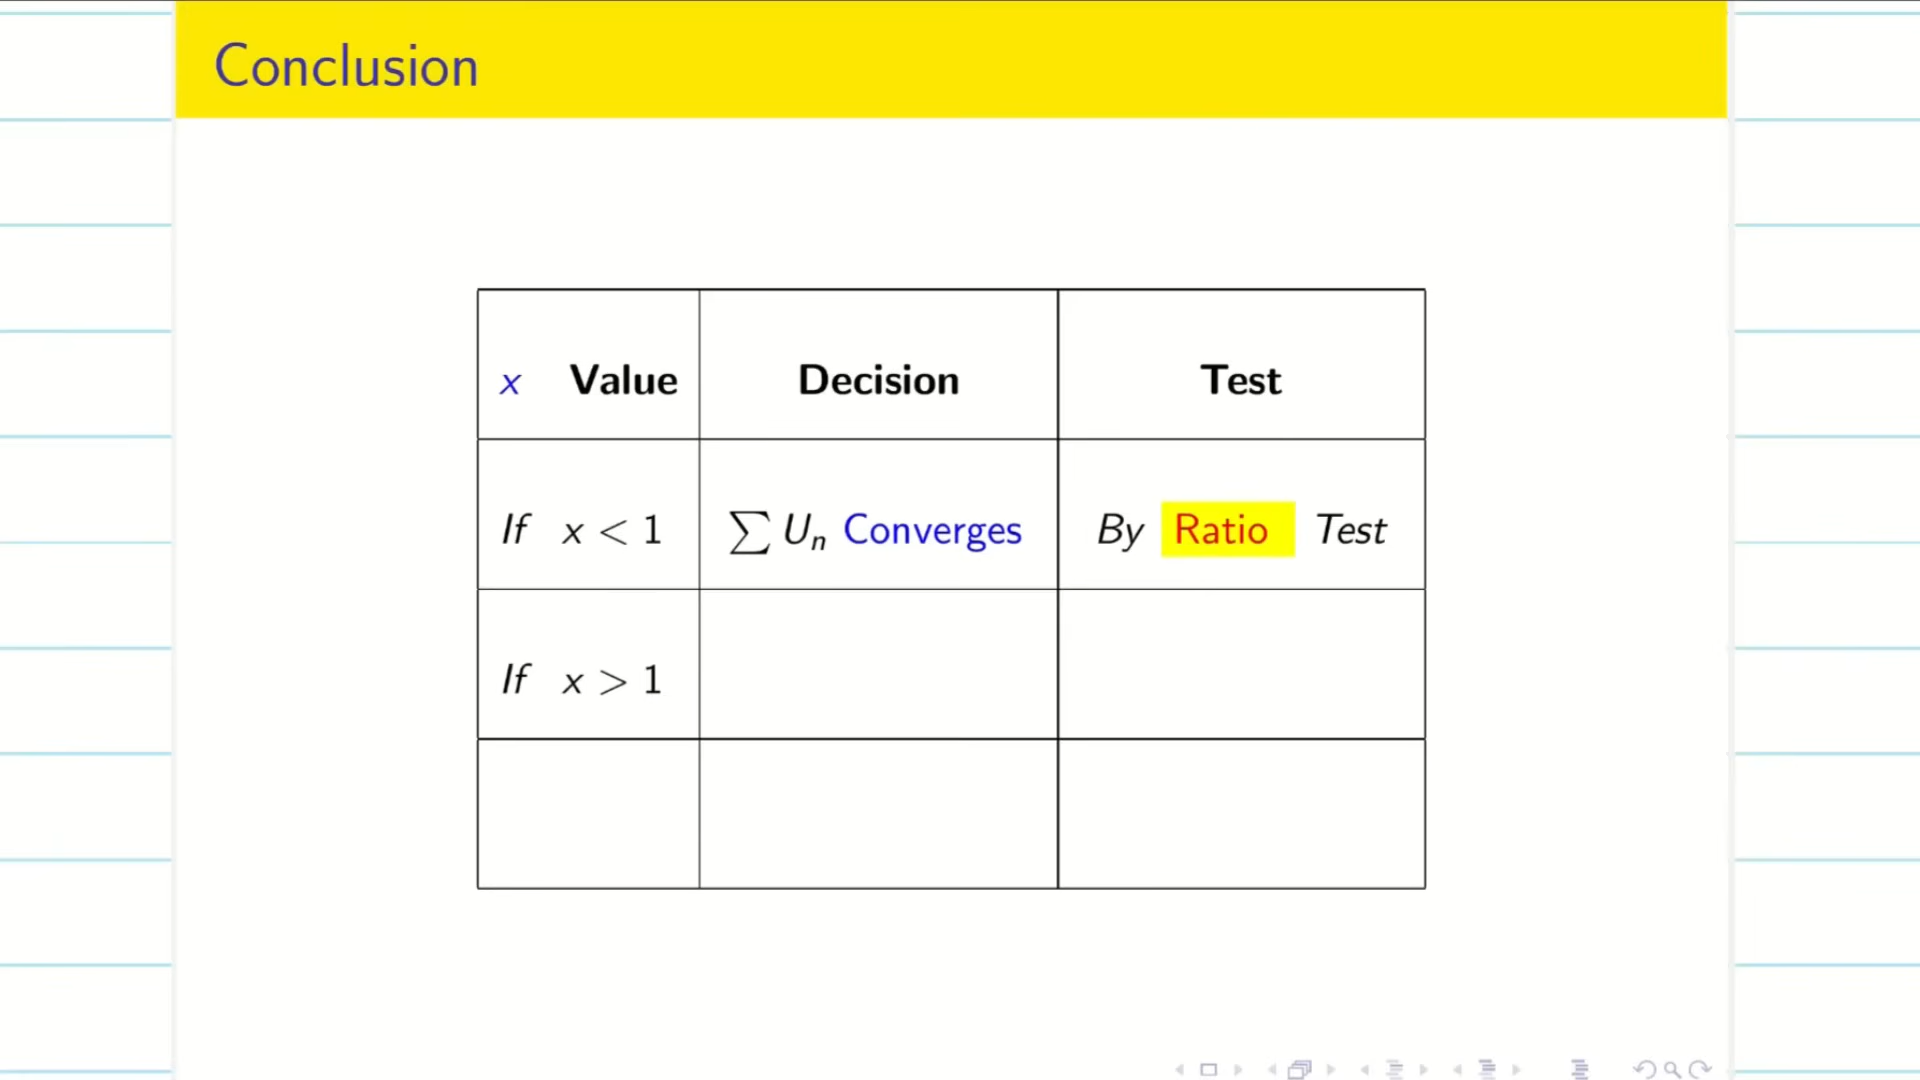 Conclusion
x Value Decision Test
If x < 1 ∑ Uₙ Converges By Ratio Test
If x > 1